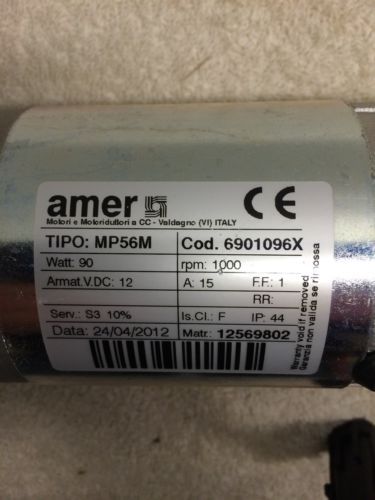 amer
CE
Motori e Motoriduttori a CC - Valdagno (VI) ITALY
TIPO: MP56M
Cod. 6901096X
Watt: 90
rpm: 1000
Armat.V.DC: 12
A: 15
F.F.: 1
RR:
Serv.: S3 10%
Is.Cl.: F
IP: 44
Data: 24/04/2012
Matr.: 12569802
Warranty void if removed
Garanzia non valida se rimossa